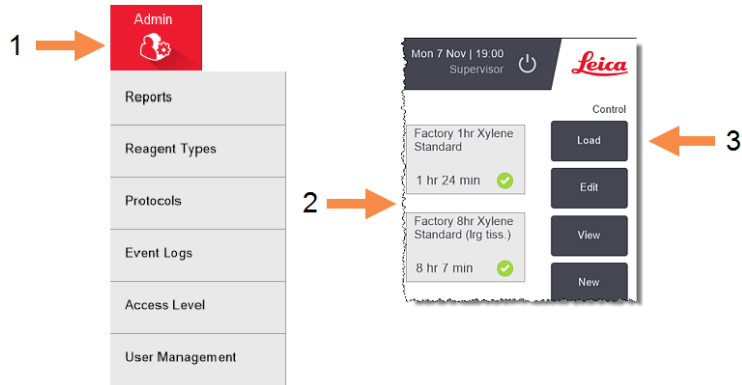 1
Admin
Reports
Reagent Types
Protocols
Event Logs
Access Level
User Management
2
Mon 7 Nov | 19:00
Supervisor
Leica
Control
Factory 1hr Xylene
Standard
1 hr 24 min
Factory 8hr Xylene
Standard (lrg tiss.)
8 hr 7 min
Load
Edit
View
New
3